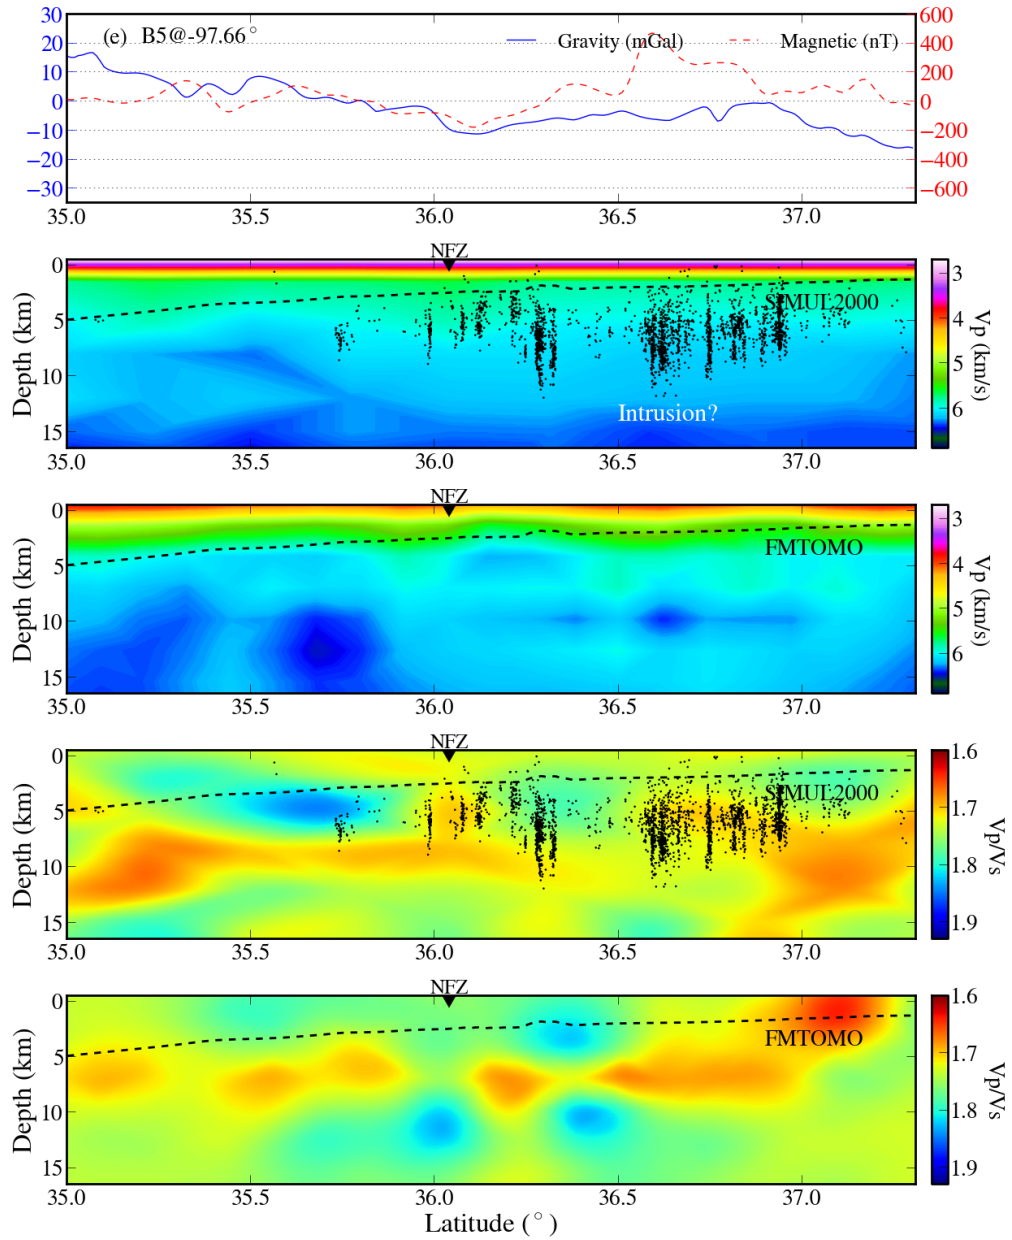 30 600
(e) B5@-97.66° Gravity (mGal) Magnetic (nT)
20 400
10 200
0 0
−10 −200
−20 −400
−30 −600
35.0 35.5 36.0 36.5 37.0
NFZ
0
5
10
15
Depth (km)
SIMUL2000
Intrusion?
3
4
5
6
Vp (km/s)
35.0 35.5 36.0 36.5 37.0
NFZ
0
5
10
15
Depth (km)
FMTOMO
3
4
5
6
Vp (km/s)
35.0 35.5 36.0 36.5 37.0
NFZ
0
5
10
15
Depth (km)
SIMUL2000
1.6
1.7
1.8
1.9
Vp/Vs
35.0 35.5 36.0 36.5 37.0
NFZ
0
5
10
15
Depth (km)
FMTOMO
1.6
1.7
1.8
1.9
Vp/Vs
35.0 35.5 36.0 36.5 37.0
Latitude (°)